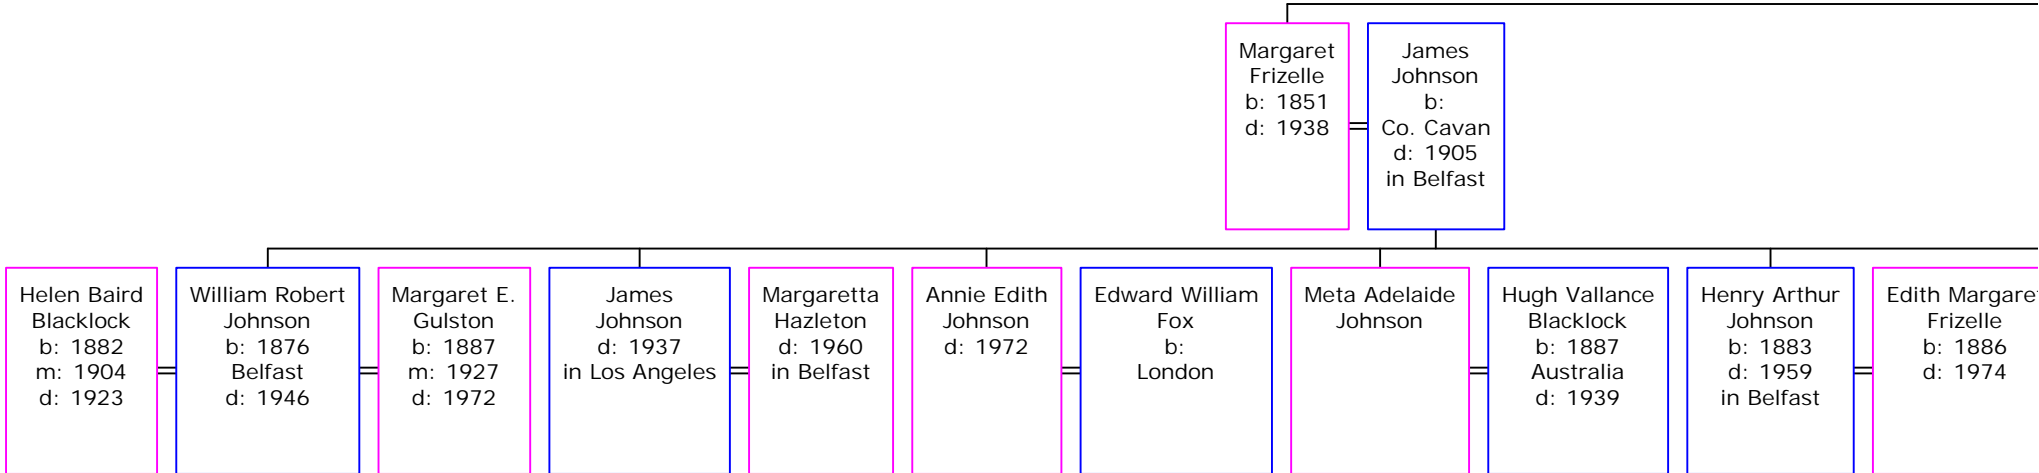 Margaret
Frizelle
b: 1851
d: 1938
James
Johnson
b:
Co. Cavan
d: 1905
in Belfast
Helen Baird
Blacklock
b: 1882
m: 1904
d: 1923
William Robert
Johnson
b: 1876
Belfast
d: 1946
Margaret E.
Gulston
b: 1887
m: 1927
d: 1972
James
Johnson
d: 1937
in Los Angeles
Margaretta
Hazleton
d: 1960
in Belfast
Annie Edith
Johnson
d: 1972
Edward William
Fox
b:
London
Meta Adelaide
Johnson
Hugh Vallance
Blacklock
b: 1887
Australia
d: 1939
Henry Arthur
Johnson
b: 1883
d: 1959
in Belfast
Edith Margaret
Frizelle
b: 1886
d: 1974